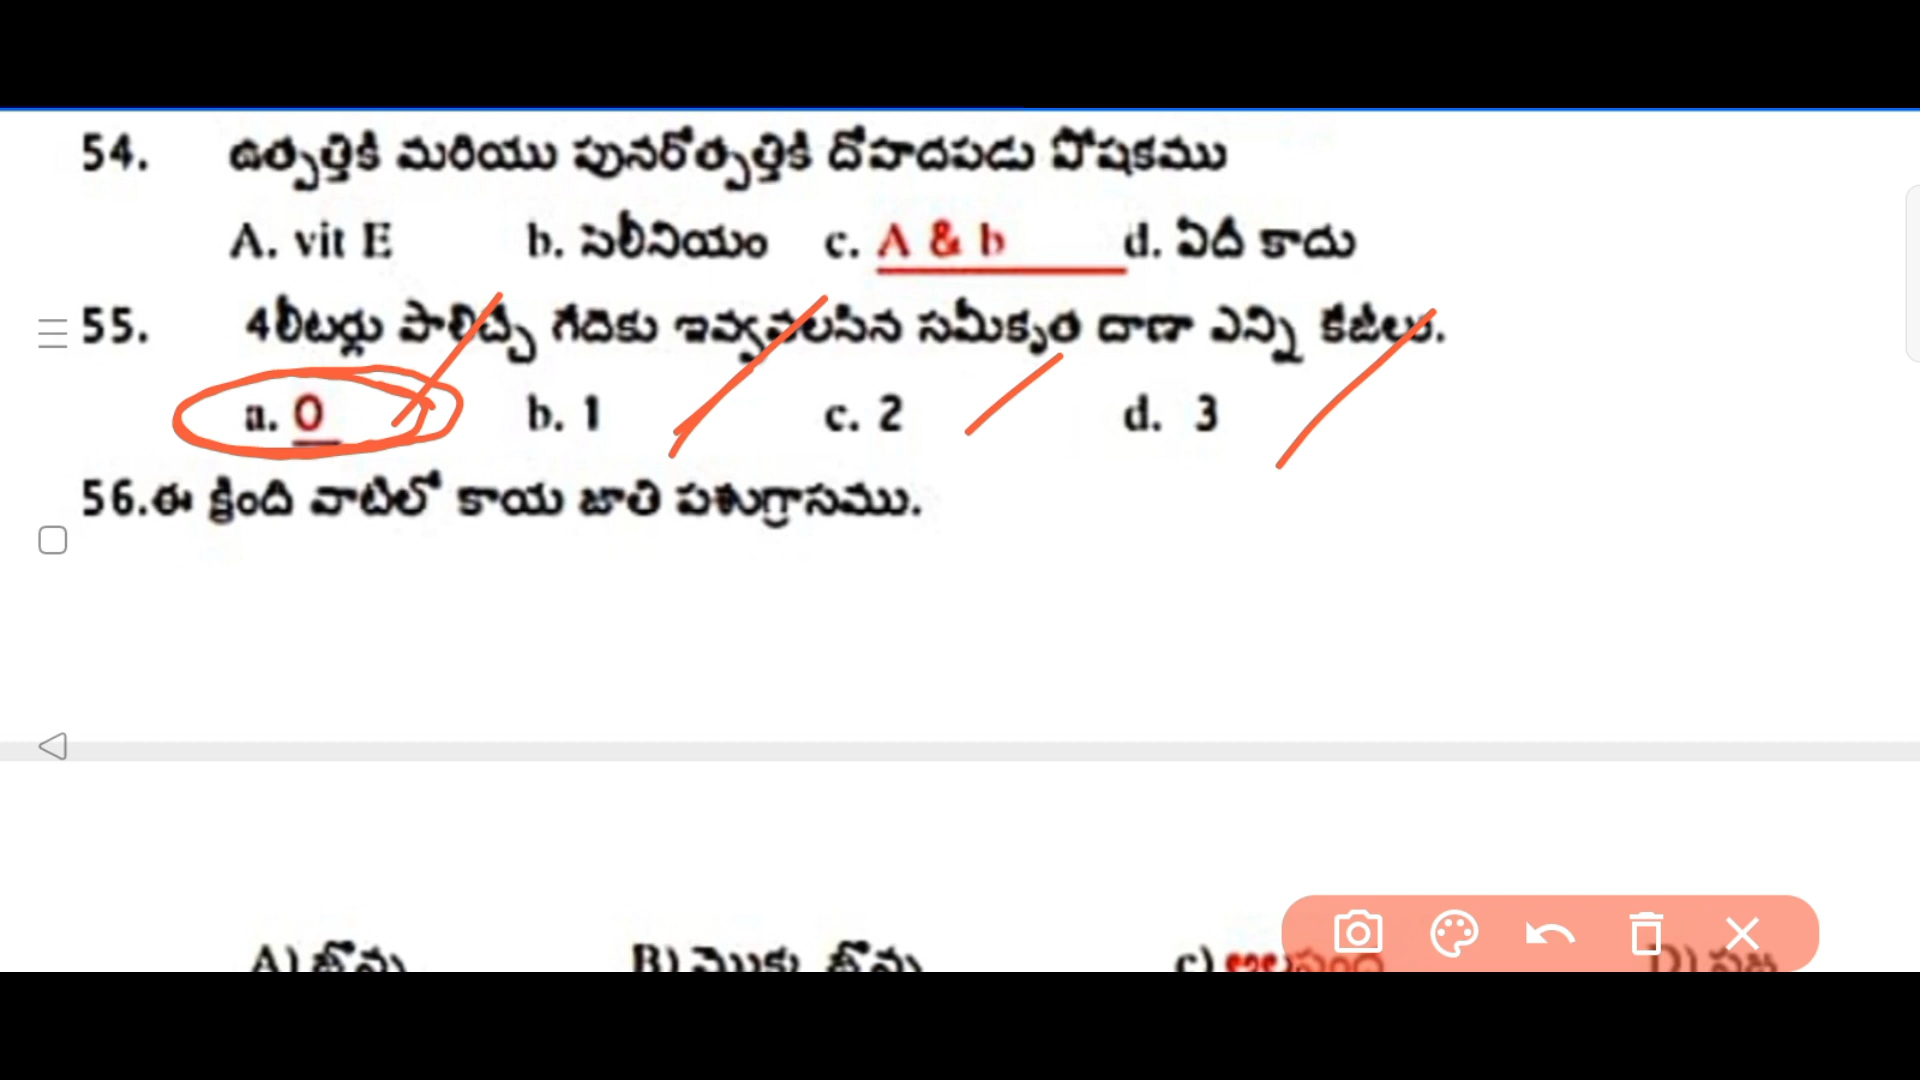 54. ఉత్పత్తికి మరియు పునరోత్పత్తికి దోహదపడు పోషకము
A. vit E b. సెలీనియం c. A & b d. ఏదీ కాదు
55. 4లీటర్లు పాలిచ్చే గేదెకు ఇవ్వవలసిన సమీకృత దాణా ఎన్ని కేజీలు.
a. 0 b. 1 c. 2 d. 3
56.ఈ క్రింది వాటిలో కాయ జాతి పశుగ్రాసము.
A) జొన్న B) మొక్క జొన్న c) అలసంద D)